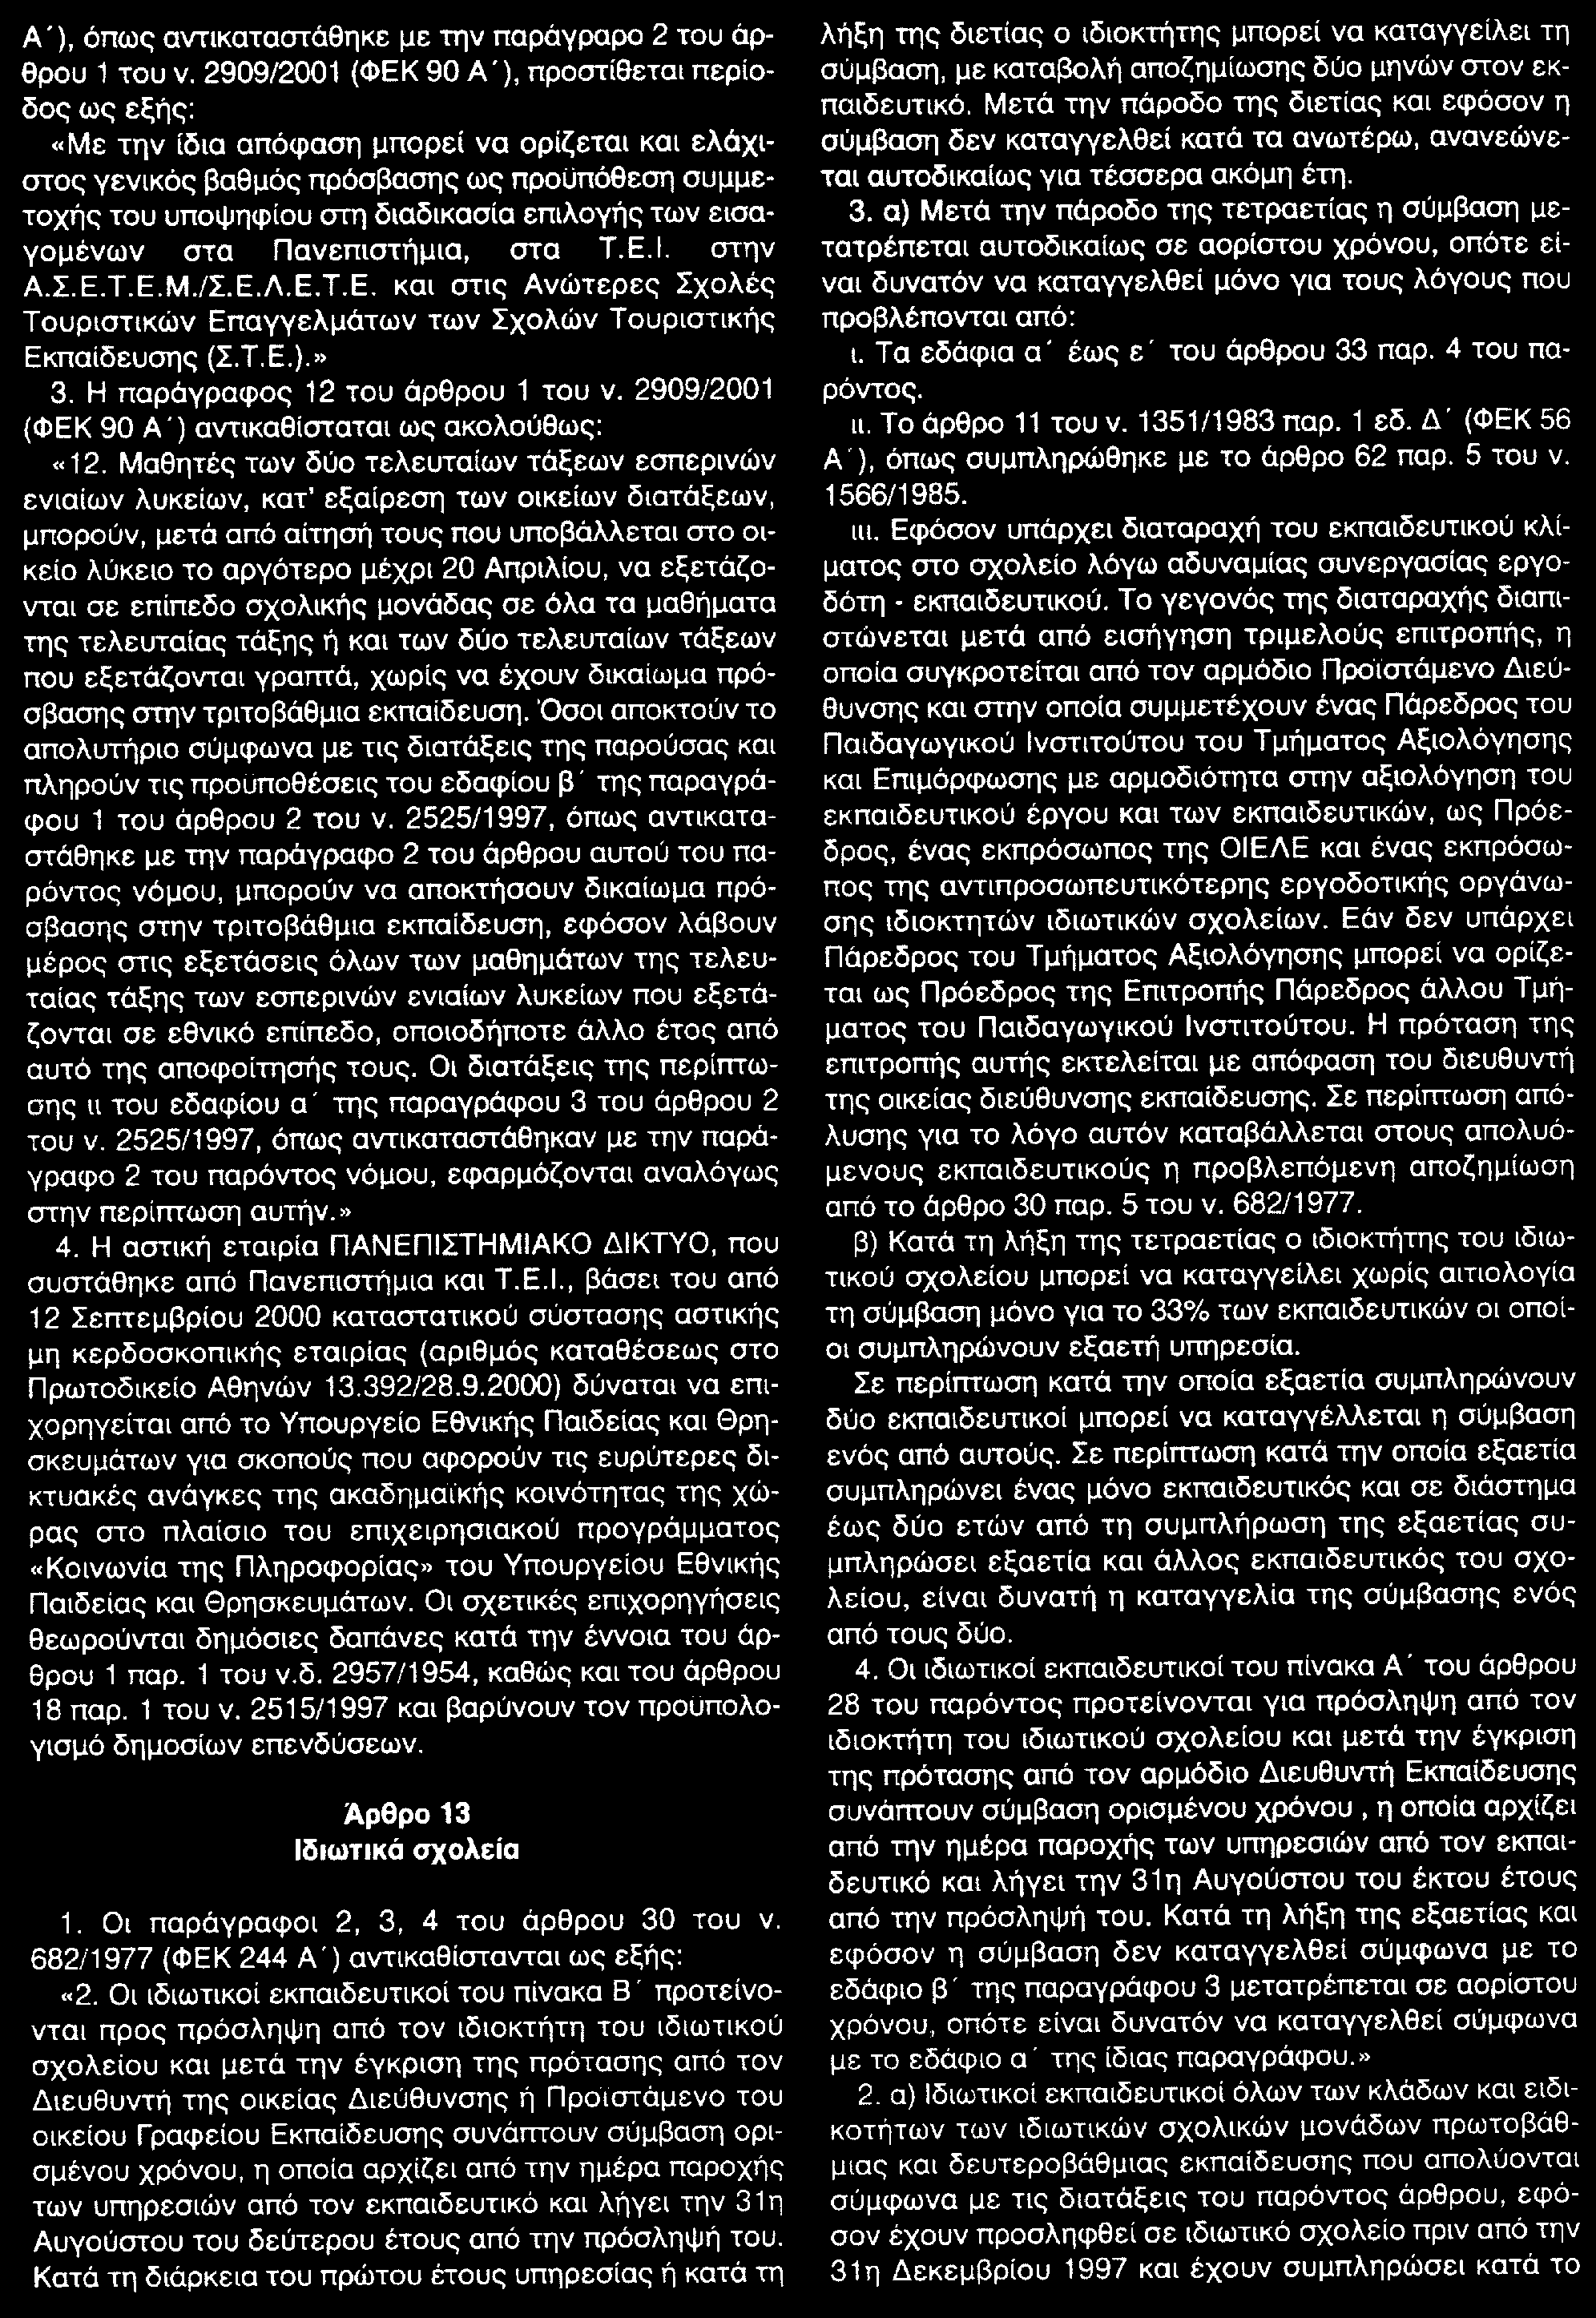 Α΄), όπως αντικαταστάθηκε με την παράγραρο 2 του άρ-
θρου 1 του ν. 2909/2001 (ΦΕΚ 90 Α΄), προστίθεται περίο-
δος ως εξής:
«Με την ίδια απόφαση μπορεί να ορίζεται και ελάχι-
στος γενικός βαθμός πρόσβασης ως προϋπόθεση συμμε-
τοχής του υποψηφίου στη διαδικασία επιλογής των εισα-
γομένων στα Πανεπιστήμια, στα Τ.Ε.Ι. στην
Α.Σ.Ε.Τ.Ε.Μ./Σ.Ε.Λ.Ε.Τ.Ε. και στις Ανώτερες Σχολές
Τουριστικών Επαγγελμάτων των Σχολών Τουριστικής
Εκπαίδευσης (Σ.Τ.Ε.).»
3. Η παράγραφος 12 του άρθρου 1 του ν. 2909/2001
(ΦΕΚ 90 Α΄) αντικαθίσταται ως ακολούθως:
«12. Μαθητές των δύο τελευταίων τάξεων εσπερινών
ενιαίων λυκείων, κατ’ εξαίρεση των οικείων διατάξεων,
μπορούν, μετά από αίτησή τους που υποβάλλεται στο οι-
κείο λύκειο το αργότερο μέχρι 20 Απριλίου, να εξετάζο-
νται σε επίπεδο σχολικής μονάδας σε όλα τα μαθήματα
της τελευταίας τάξης ή και των δύο τελευταίων τάξεων
που εξετάζονται γραπτά, χωρίς να έχουν δικαίωμα πρό-
σβασης στην τριτοβάθμια εκπαίδευση. Όσοι αποκτούν το
απολυτήριο σύμφωνα με τις διατάξεις της παρούσας και
πληρούν τις προϋποθέσεις του εδαφίου β΄ της παραγρά-
φου 1 του άρθρου 2 του ν. 2525/1997, όπως αντικατα-
στάθηκε με την παράγραφο 2 του άρθρου αυτού του πα-
ρόντος νόμου, μπορούν να αποκτήσουν δικαίωμα πρό-
σβασης στην τριτοβάθμια εκπαίδευση, εφόσον λάβουν
μέρος στις εξετάσεις όλων των μαθημάτων της τελευ-
ταίας τάξης των εσπερινών ενιαίων λυκείων που εξετά-
ζονται σε εθνικό επίπεδο, οποιοδήποτε άλλο έτος από
αυτό της αποφοίτησής τους. Οι διατάξεις της περίπτω-
σης ιι του εδαφίου α΄ της παραγράφου 3 του άρθρου 2
του ν. 2525/1997, όπως αντικαταστάθηκαν με την παρά-
γραφο 2 του παρόντος νόμου, εφαρμόζονται αναλόγως
στην περίπτωση αυτήν.»
4. Η αστική εταιρία ΠΑΝΕΠΙΣΤΗΜΙΑΚΟ ΔΙΚΤΥΟ, που
συστάθηκε από Πανεπιστήμια και Τ.Ε.Ι., βάσει του από
12 Σεπτεμβρίου 2000 καταστατικού σύστασης αστικής
μη κερδοσκοπικής εταιρίας (αριθμός καταθέσεως στο
Πρωτοδικείο Αθηνών 13.392/28.9.2000) δύναται να επι-
χορηγείται από το Υπουργείο Εθνικής Παιδείας και Θρη-
σκευμάτων για σκοπούς που αφορούν τις ευρύτερες δι-
κτυακές ανάγκες της ακαδημαϊκής κοινότητας της χώ-
ρας στο πλαίσιο του επιχειρησιακού προγράμματος
«Κοινωνία της Πληροφορίας» του Υπουργείου Εθνικής
Παιδείας και Θρησκευμάτων. Οι σχετικές επιχορηγήσεις
θεωρούνται δημόσιες δαπάνες κατά την έννοια του άρ-
θρου 1 παρ. 1 του ν.δ. 2957/1954, καθώς και του άρθρου
18 παρ. 1 του ν. 2515/1997 και βαρύνουν τον προϋπολο-
γισμό δημοσίων επενδύσεων.
Άρθρο 13
Ιδιωτικά σχολεία
1. Οι παράγραφοι 2, 3, 4 του άρθρου 30 του ν.
682/1977 (ΦΕΚ 244 Α΄) αντικαθίστανται ως εξής:
«2. Οι ιδιωτικοί εκπαιδευτικοί του πίνακα Β΄ προτείνο-
νται προς πρόσληψη από τον ιδιοκτήτη του ιδιωτικού
σχολείου και μετά την έγκριση της πρότασης από τον
Διευθυντή της οικείας Διεύθυνσης ή Προϊστάμενο του
οικείου Γραφείου Εκπαίδευσης συνάπτουν σύμβαση ορι-
σμένου χρόνου, η οποία αρχίζει από την ημέρα παροχής
των υπηρεσιών από τον εκπαιδευτικό και λήγει την 31η
Αυγούστου του δεύτερου έτους από την πρόσληψή του.
Κατά τη διάρκεια του πρώτου έτους υπηρεσίας ή κατά τη
λήξη της διετίας ο ιδιοκτήτης μπορεί να καταγγείλει τη
σύμβαση, με καταβολή αποζημίωσης δύο μηνών στον εκ-
παιδευτικό. Μετά την πάροδο της διετίας και εφόσον η
σύμβαση δεν καταγγελθεί κατά τα ανωτέρω, ανανεώνε-
ται αυτοδικαίως για τέσσερα ακόμη έτη.
3. α) Μετά την πάροδο της τετραετίας η σύμβαση με-
τατρέπεται αυτοδικαίως σε αορίστου χρόνου, οπότε εί-
ναι δυνατόν να καταγγελθεί μόνο για τους λόγους που
προβλέπονται από:
ι. Τα εδάφια α΄ έως ε΄ του άρθρου 33 παρ. 4 του πα-
ρόντος.
ιι. Το άρθρο 11 του ν. 1351/1983 παρ. 1 εδ. Δ΄ (ΦΕΚ 56
Α΄), όπως συμπληρώθηκε με το άρθρο 62 παρ. 5 του ν.
1566/1985.
ιιι. Εφόσον υπάρχει διαταραχή του εκπαιδευτικού κλί-
ματος στο σχολείο λόγω αδυναμίας συνεργασίας εργο-
δότη - εκπαιδευτικού. Το γεγονός της διαταραχής διαπι-
στώνεται μετά από εισήγηση τριμελούς επιτροπής, η
οποία συγκροτείται από τον αρμόδιο Προϊστάμενο Διεύ-
θυνσης και στην οποία συμμετέχουν ένας Πάρεδρος του
Παιδαγωγικού Ινστιτούτου του Τμήματος Αξιολόγησης
και Επιμόρφωσης με αρμοδιότητα στην αξιολόγηση του
εκπαιδευτικού έργου και των εκπαιδευτικών, ως Πρόε-
δρος, ένας εκπρόσωπος της ΟΙΕΛΕ και ένας εκπρόσω-
πος της αντιπροσωπευτικότερης εργοδοτικής οργάνω-
σης ιδιοκτητών ιδιωτικών σχολείων. Εάν δεν υπάρχει
Πάρεδρος του Τμήματος Αξιολόγησης μπορεί να ορίζε-
ται ως Πρόεδρος της Επιτροπής Πάρεδρος άλλου Τμή-
ματος του Παιδαγωγικού Ινστιτούτου. Η πρόταση της
επιτροπής αυτής εκτελείται με απόφαση του διευθυντή
της οικείας διεύθυνσης εκπαίδευσης. Σε περίπτωση από-
λυσης για το λόγο αυτόν καταβάλλεται στους απολυό-
μενους εκπαιδευτικούς η προβλεπόμενη αποζημίωση
από το άρθρο 30 παρ. 5 του ν. 682/1977.
β) Κατά τη λήξη της τετραετίας ο ιδιοκτήτης του ιδιω-
τικού σχολείου μπορεί να καταγγείλει χωρίς αιτιολογία
τη σύμβαση μόνο για το 33% των εκπαιδευτικών οι οποί-
οι συμπληρώνουν εξαετή υπηρεσία.
Σε περίπτωση κατά την οποία εξαετία συμπληρώνουν
δύο εκπαιδευτικοί μπορεί να καταγγέλλεται η σύμβαση
ενός από αυτούς. Σε περίπτωση κατά την οποία εξαετία
συμπληρώνει ένας μόνο εκπαιδευτικός και σε διάστημα
έως δύο ετών από τη συμπλήρωση της εξαετίας συ-
μπληρώσει εξαετία και άλλος εκπαιδευτικός του σχο-
λείου, είναι δυνατή η καταγγελία της σύμβασης ενός
από τους δύο.
4. Οι ιδιωτικοί εκπαιδευτικοί του πίνακα Α΄ του άρθρου
28 του παρόντος προτείνονται για πρόσληψη από τον
ιδιοκτήτη του ιδιωτικού σχολείου και μετά την έγκριση
της πρότασης από τον αρμόδιο Διευθυντή Εκπαίδευσης
συνάπτουν σύμβαση ορισμένου χρόνου , η οποία αρχίζει
από την ημέρα παροχής των υπηρεσιών από τον εκπαι-
δευτικό και λήγει την 31η Αυγούστου του έκτου έτους
από την πρόσληψή του. Κατά τη λήξη της εξαετίας και
εφόσον η σύμβαση δεν καταγγελθεί σύμφωνα με το
εδάφιο β΄ της παραγράφου 3 μετατρέπεται σε αορίστου
χρόνου, οπότε είναι δυνατόν να καταγγελθεί σύμφωνα
με το εδάφιο α΄ της ίδιας παραγράφου.»
2. α) Ιδιωτικοί εκπαιδευτικοί όλων των κλάδων και ειδι-
κοτήτων των ιδιωτικών σχολικών μονάδων πρωτοβάθ-
μιας και δευτεροβάθμιας εκπαίδευσης που απολύονται
σύμφωνα με τις διατάξεις του παρόντος άρθρου, εφό-
σον έχουν προσληφθεί σε ιδιωτικό σχολείο πριν από την
31η Δεκεμβρίου 1997 και έχουν συμπληρώσει κατά το